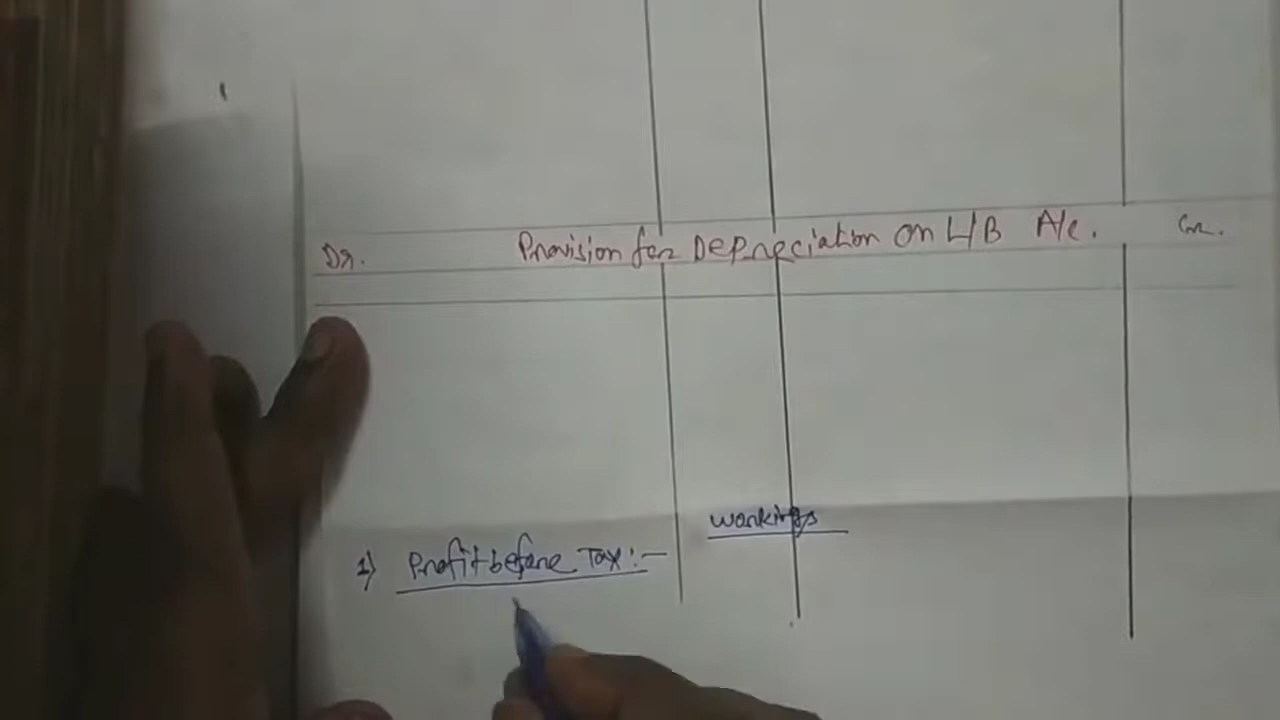 Dr. Provision for Depreciation on L/B A/c. Cr.
Workings
1) Profit before Tax :-